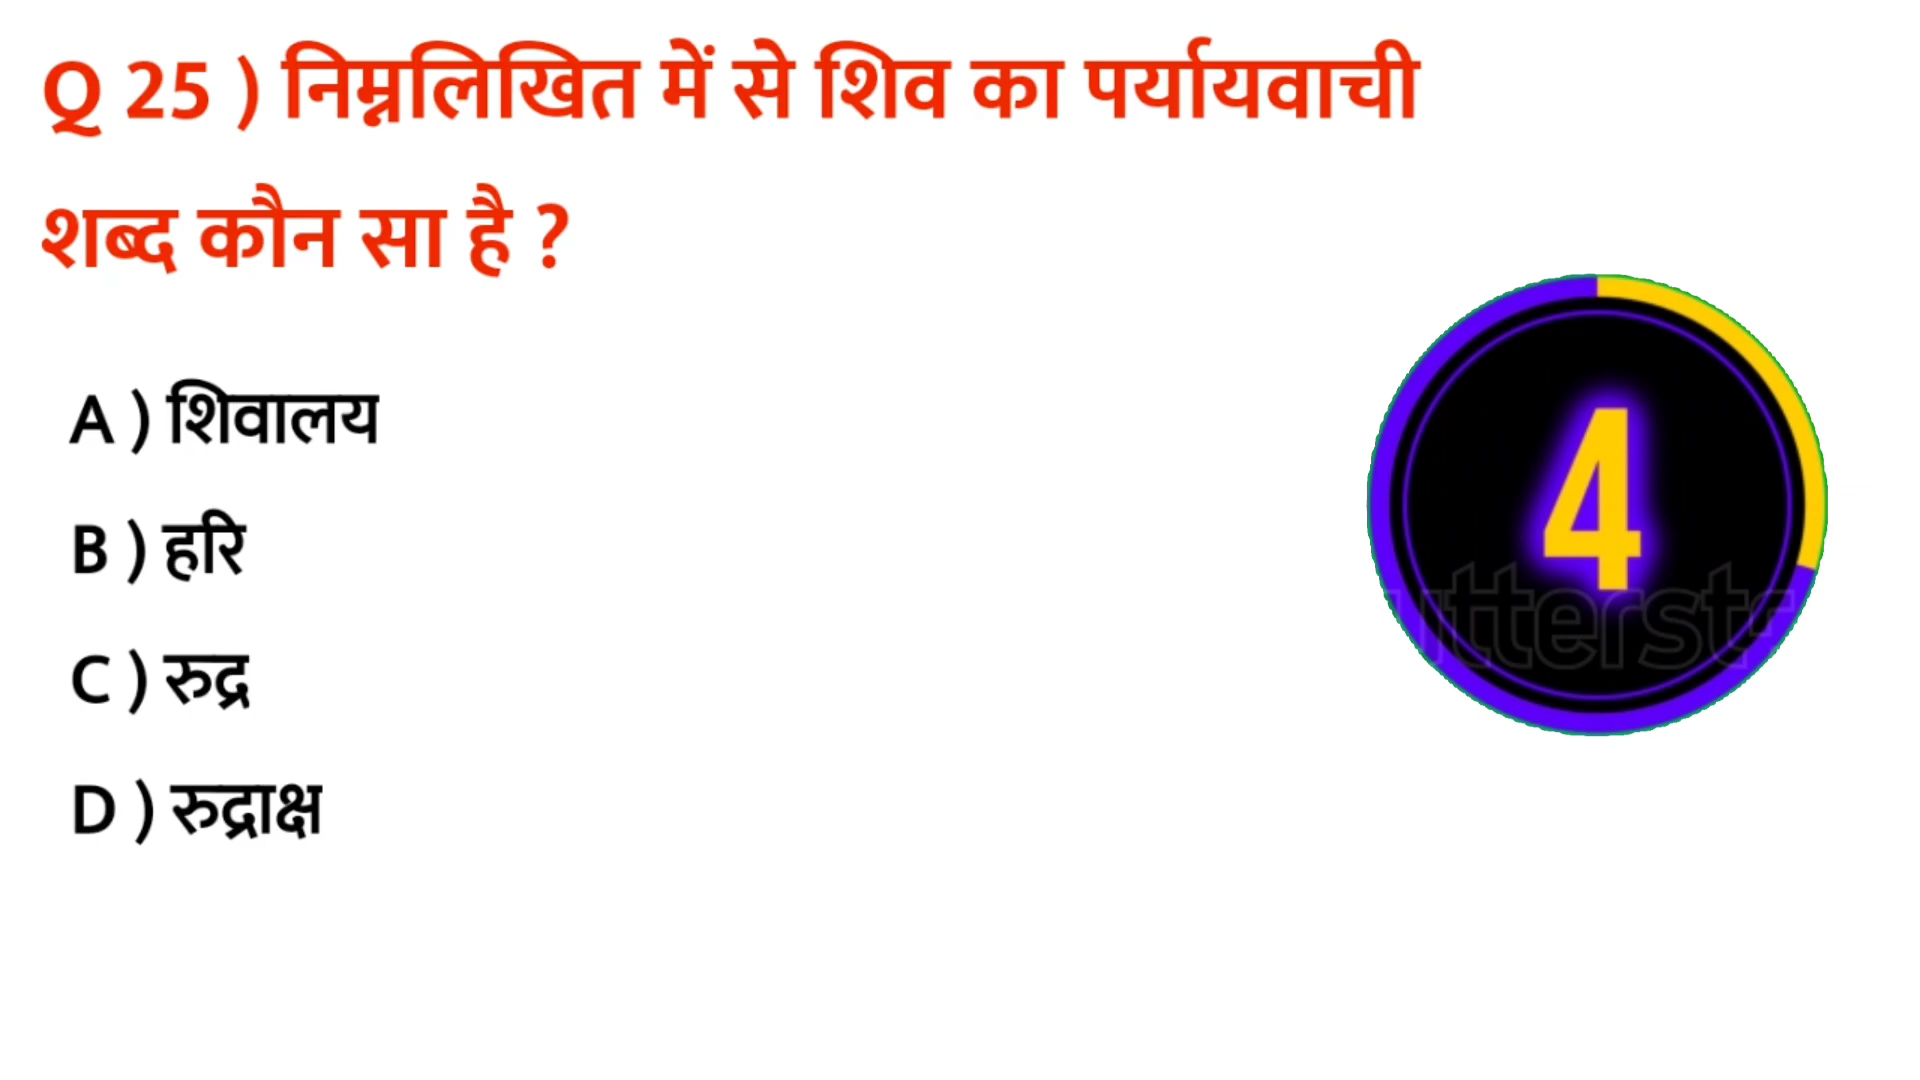 Q 25 ) निम्नलिखित में से शिव का पर्यायवाची
शब्द कौन सा है ?
A ) शिवालय
B ) हरि
C ) रुद्र
D ) रुद्राक्ष
4